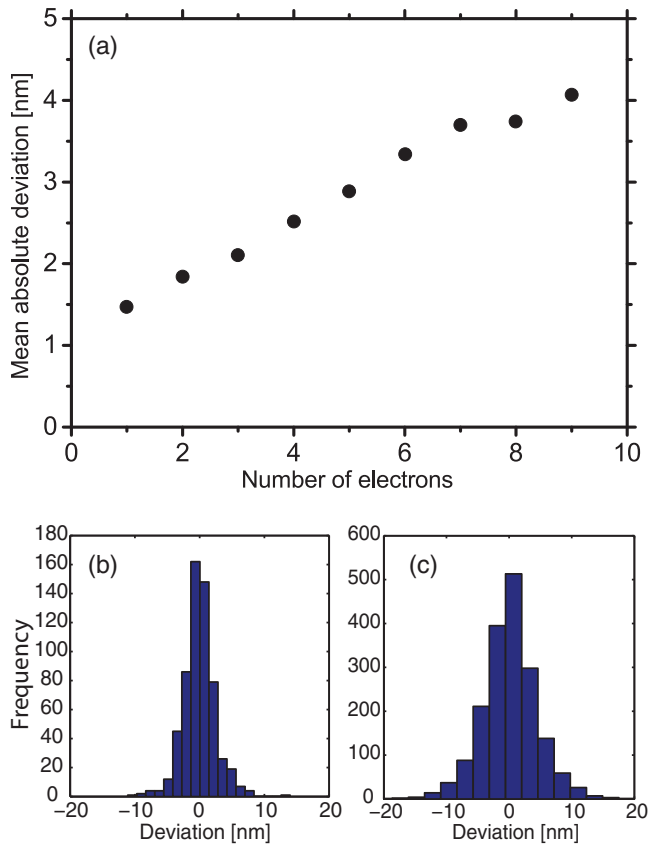 5
(a)
4
3
2
1
0
Mean absolute deviation [nm]
0 2 4 6 8 10
Number of electrons
180
160
140
120
100
80
60
40
20
0
Frequency
(b)
−20 −10 0 10 20
Deviation [nm]
600
500
400
300
200
100
0
(c)
−20 −10 0 10 20
Deviation [nm]